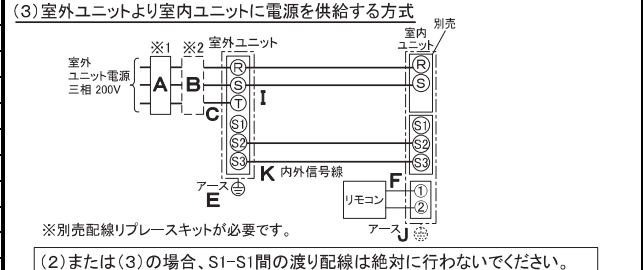 (3)室外ユニットより室内ユニットに電源を供給する方式
別売
※1 ※2 室外ユニット
室内
ユニット
室外
ユニット電源
三相 200V
A B
R S T S1 S2 S3
R S
S1 S2 S3
I
C
K 内外信号線
アース
E
リモコン
F
① ②
アース J
※別売配線リプレースキットが必要です。
(2)または(3)の場合、S1-S1間の渡り配線は絶対に行わないでください。